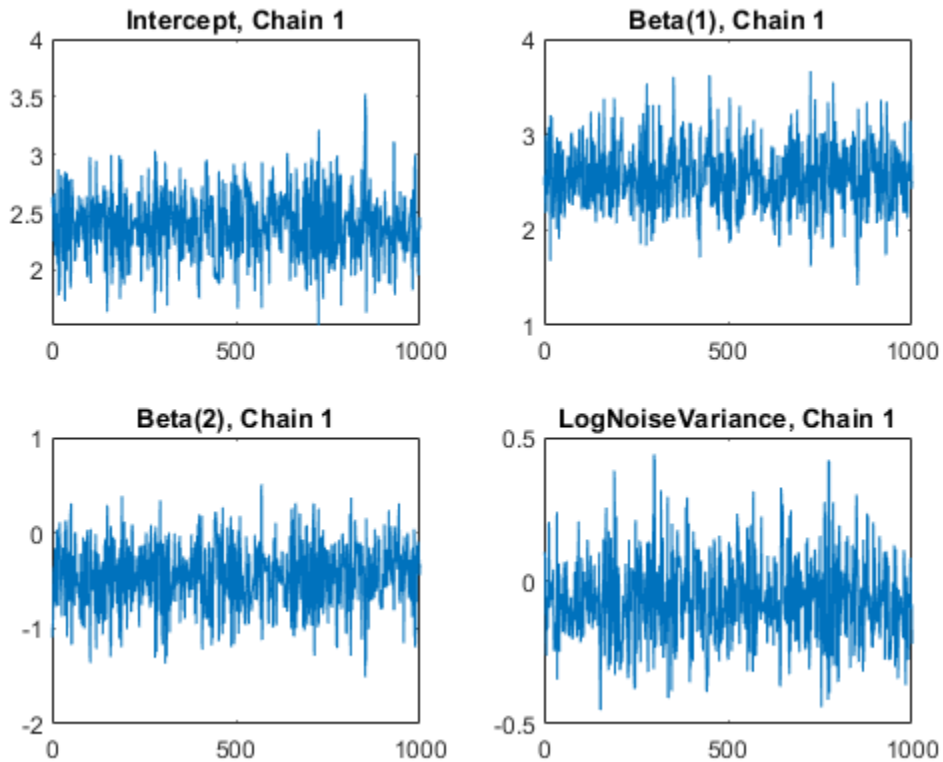 Intercept, Chain 1
4
3.5
3
2.5
2
0 500 1000
Beta(1), Chain 1
4
3
2
1
0 500 1000
Beta(2), Chain 1
1
0
-1
-2
0 500 1000
LogNoiseVariance, Chain 1
0.5
0
-0.5
0 500 1000